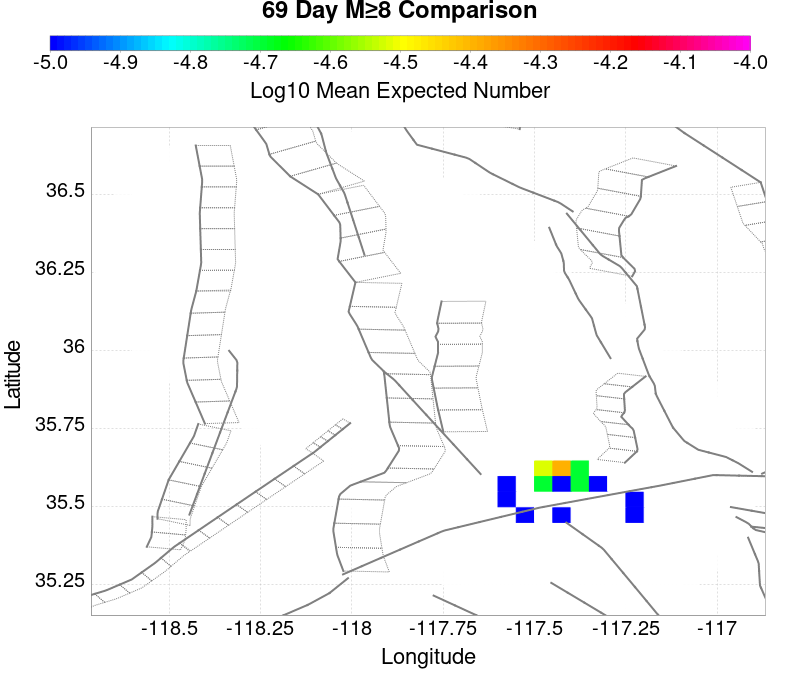 69 Day M≥8 Comparison
-5.0 -4.9 -4.8 -4.7 -4.6 -4.5 -4.4 -4.3 -4.2 -4.1 -4.0
Log10 Mean Expected Number
36.5
36.25
36
35.75
35.5
35.25
Latitude
-118.5 -118.25 -118 -117.75 -117.5 -117.25 -117
Longitude